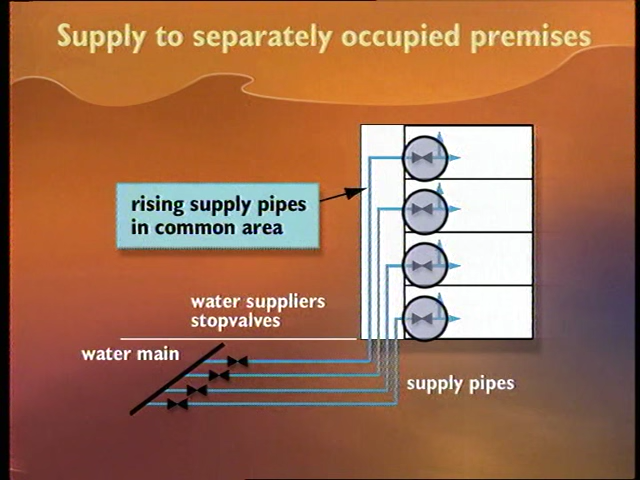 Supply to separately occupied premises
rising supply pipes
in common area
water suppliers
stopvalves
water main
supply pipes